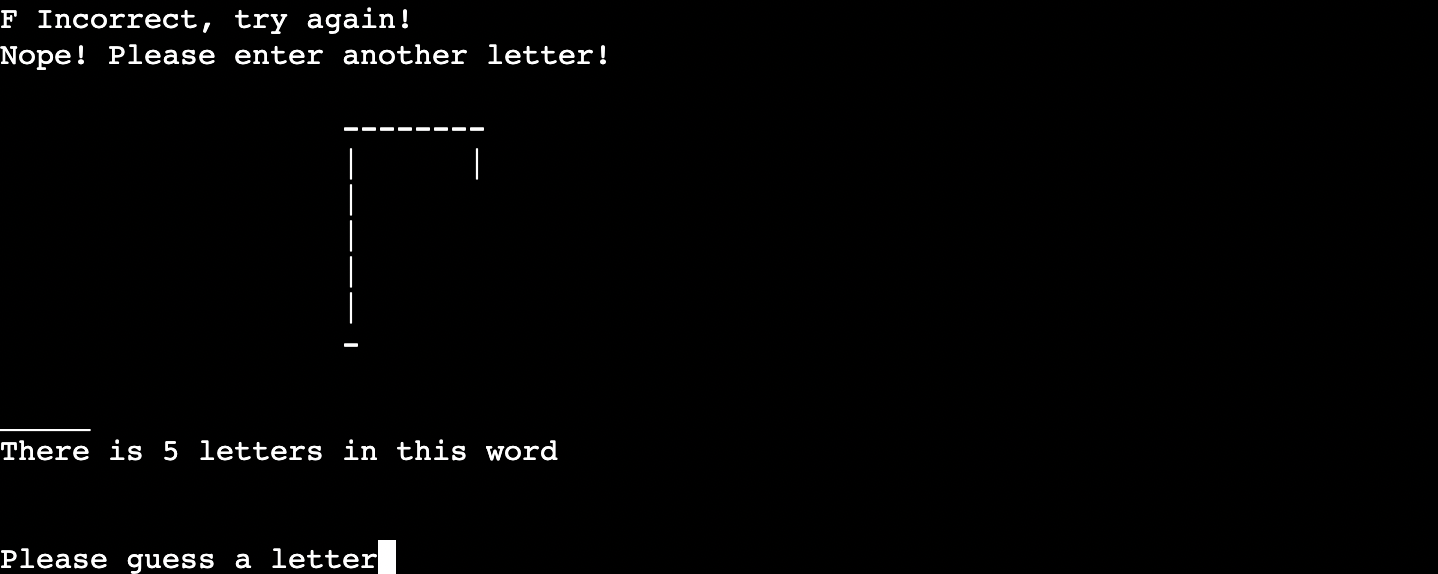 F Incorrect, try again!
Nope! Please enter another letter!
--------
|      |
|
|
|
|
-
_____
There is 5 letters in this word
Please guess a letter